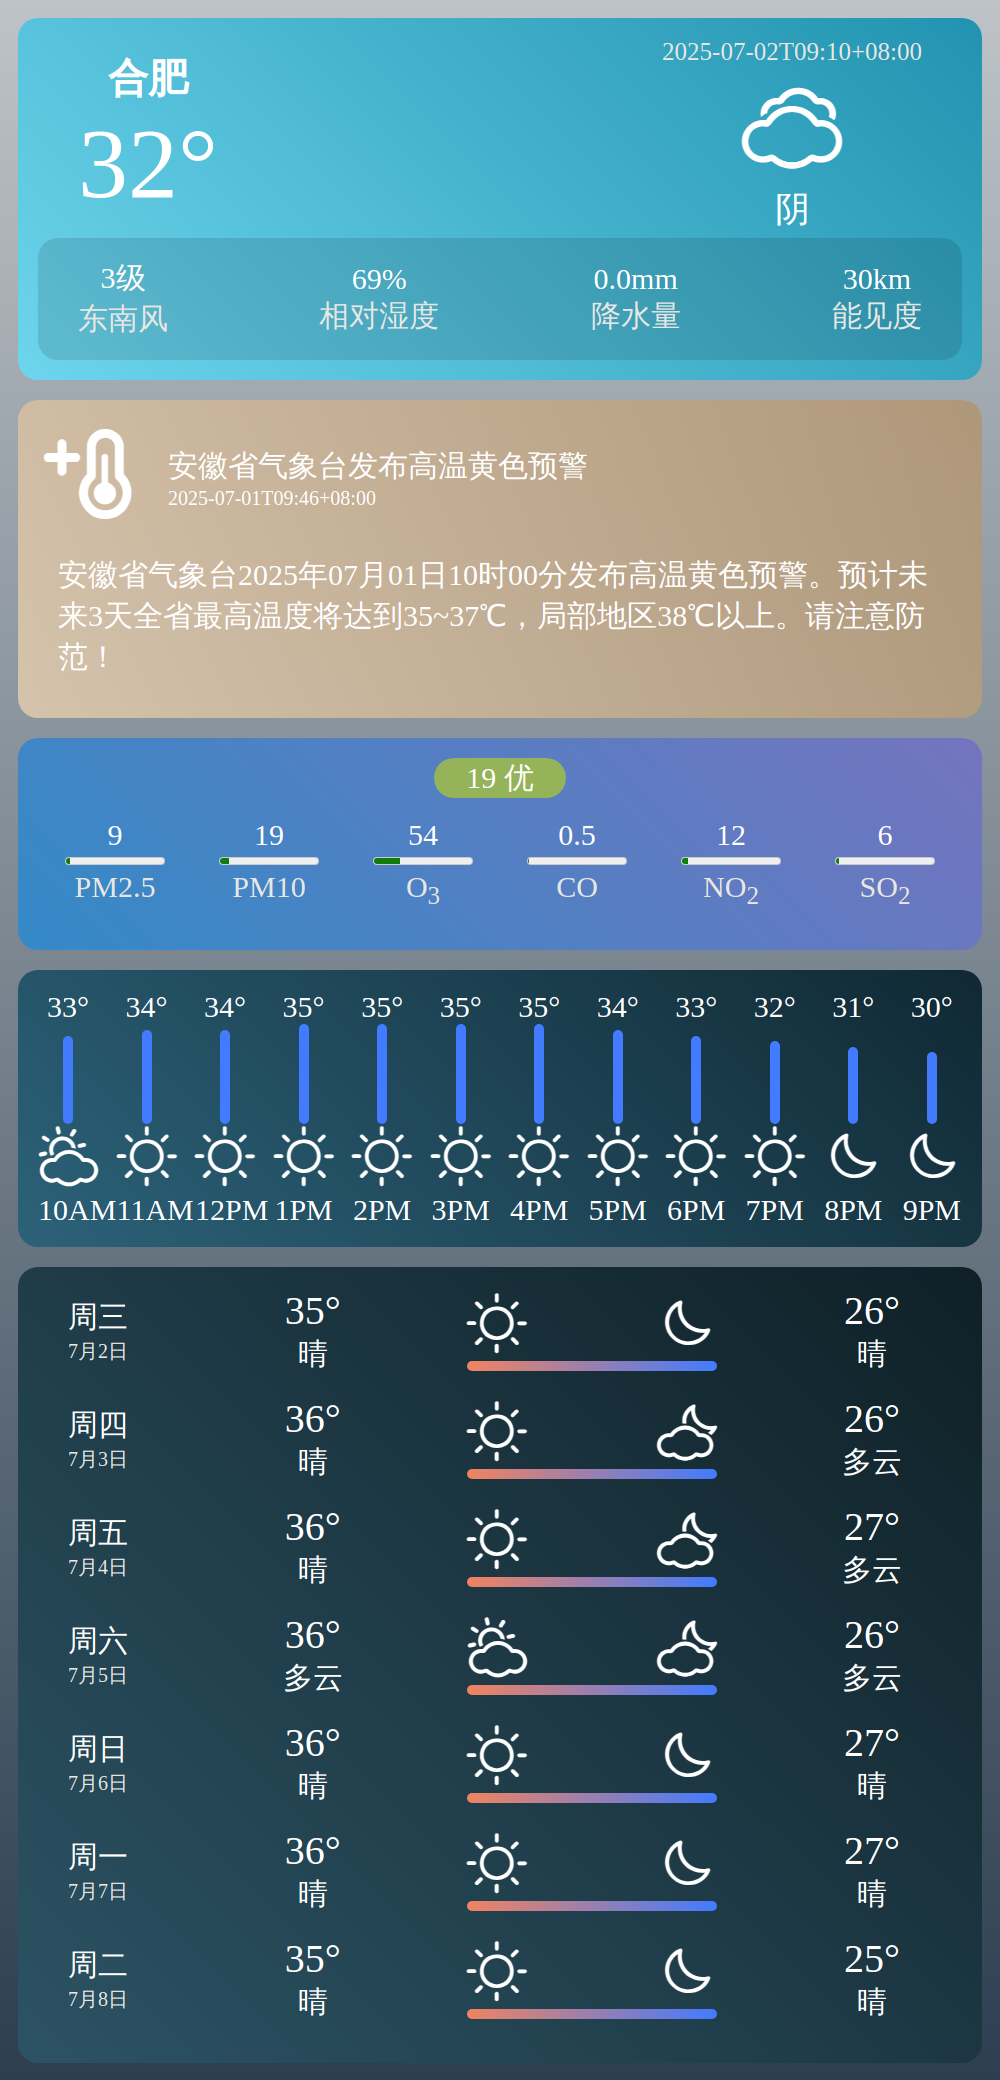 合肥
2025-07-02T09:10+08:00
32°
阴
3级 69% 0.0mm 30km
东南风 相对湿度 降水量 能见度
安徽省气象台发布高温黄色预警
2025-07-01T09:46+08:00
安徽省气象台2025年07月01日10时00分发布高温黄色预警。预计未
来3天全省最高温度将达到35~37℃，局部地区38℃以上。请注意防
范！
19 优
9 19 54 0.5 12 6
PM2.5 PM10 O3 CO NO2 SO2
33° 34° 34° 35° 35° 35° 35° 34° 33° 32° 31° 30°
10AM 11AM 12PM 1PM 2PM 3PM 4PM 5PM 6PM 7PM 8PM 9PM
周三 35° 26°
7月2日 晴 晴
周四 36° 26°
7月3日 晴 多云
周五 36° 27°
7月4日 晴 多云
周六 36° 26°
7月5日 多云 多云
周日 36° 27°
7月6日 晴 晴
周一 36° 27°
7月7日 晴 晴
周二 35° 25°
7月8日 晴 晴